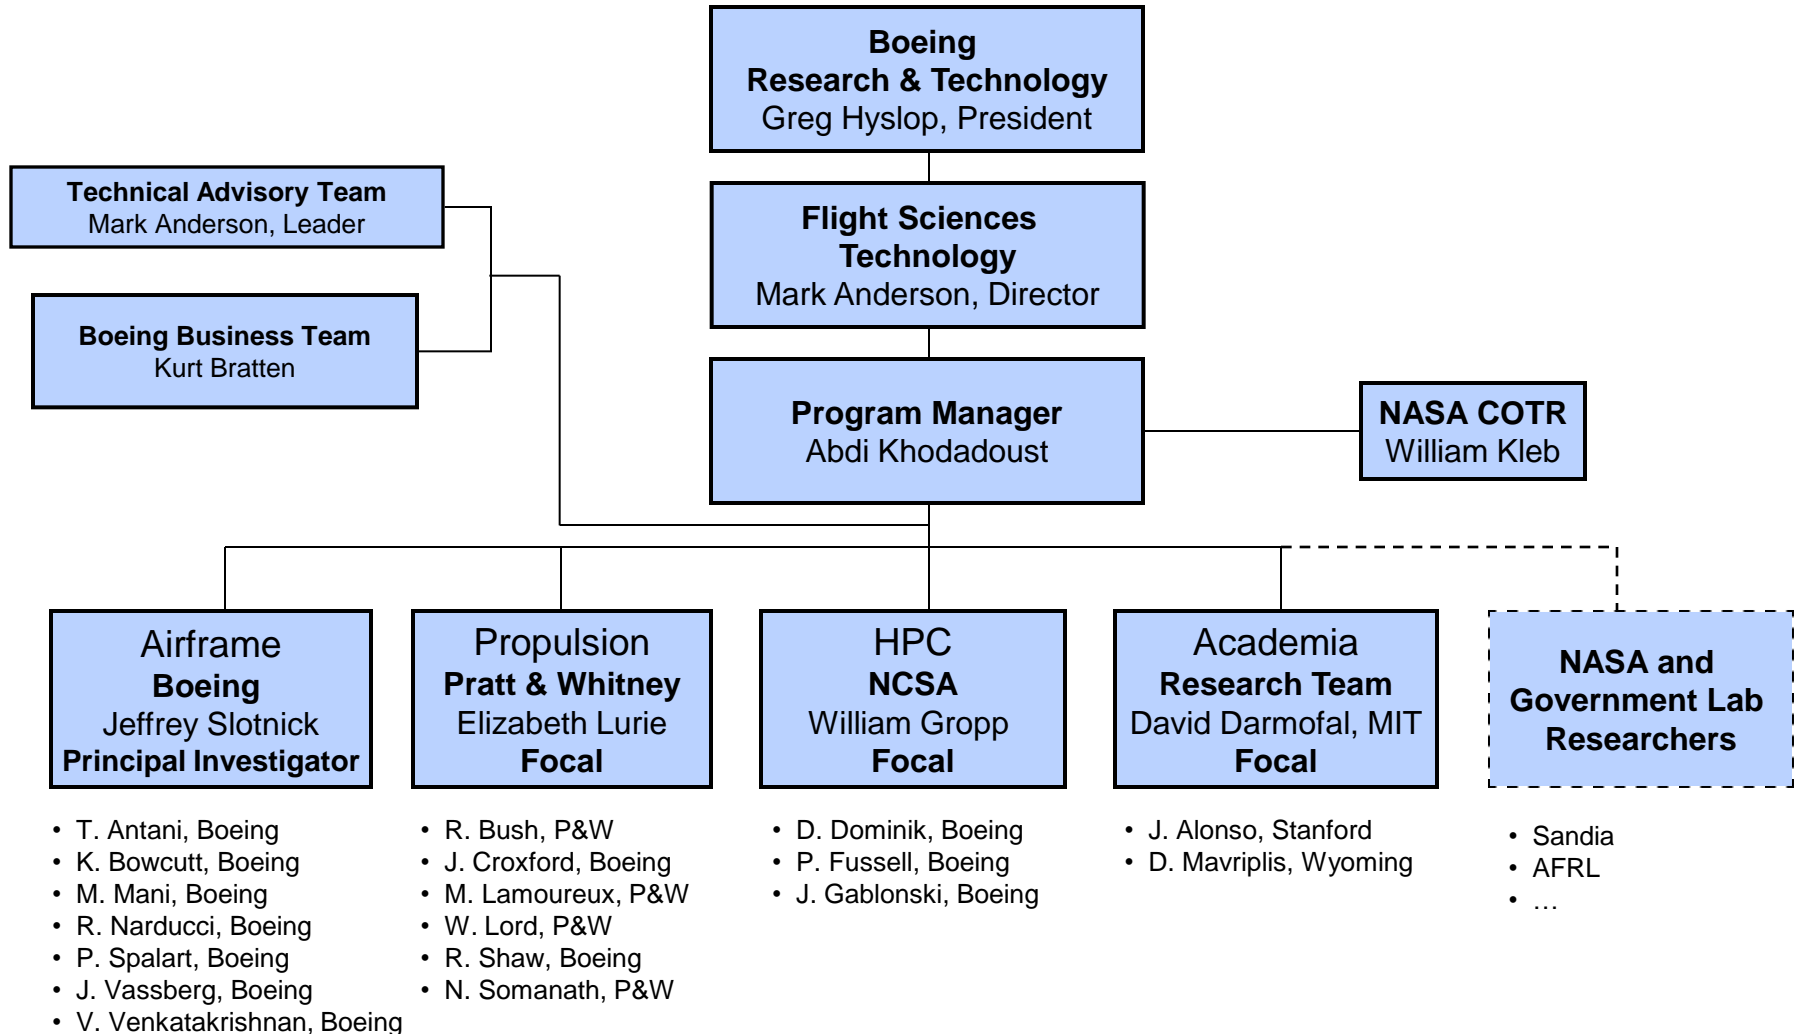 Boeing
Research & Technology
Greg Hyslop, President
Technical Advisory Team
Mark Anderson, Leader
Flight Sciences
Technology
Mark Anderson, Director
Boeing Business Team
Kurt Bratten
Program Manager
Abdi Khodadoust
NASA COTR
William Kleb
Airframe
Boeing
Jeffrey Slotnick
Principal Investigator
Propulsion
Pratt & Whitney
Elizabeth Lurie
Focal
HPC
NCSA
William Gropp
Focal
Academia
Research Team
David Darmofal, MIT
Focal
NASA and
Government Lab
Researchers
• T. Antani, Boeing
• K. Bowcutt, Boeing
• M. Mani, Boeing
• R. Narducci, Boeing
• P. Spalart, Boeing
• J. Vassberg, Boeing
• V. Venkatakrishnan, Boeing
• R. Bush, P&W
• J. Croxford, Boeing
• M. Lamoureux, P&W
• W. Lord, P&W
• R. Shaw, Boeing
• N. Somanath, P&W
• D. Dominik, Boeing
• P. Fussell, Boeing
• J. Gablonski, Boeing
• J. Alonso, Stanford
• D. Mavriplis, Wyoming
• Sandia
• AFRL
• …